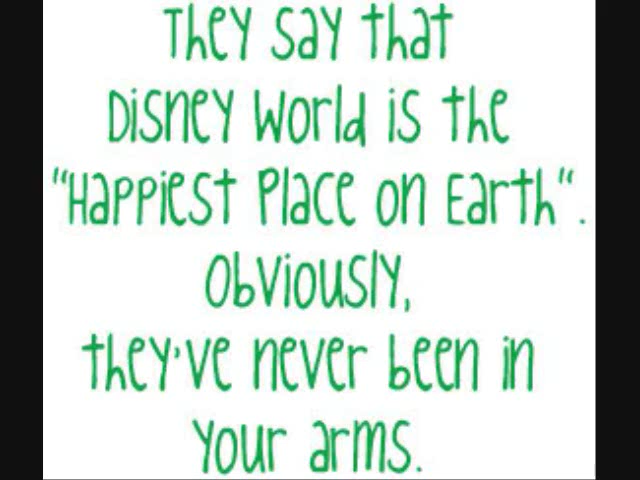 They say that
Disney World is the
"Happiest Place on Earth".
Obviously,
they've never been in
your arms.